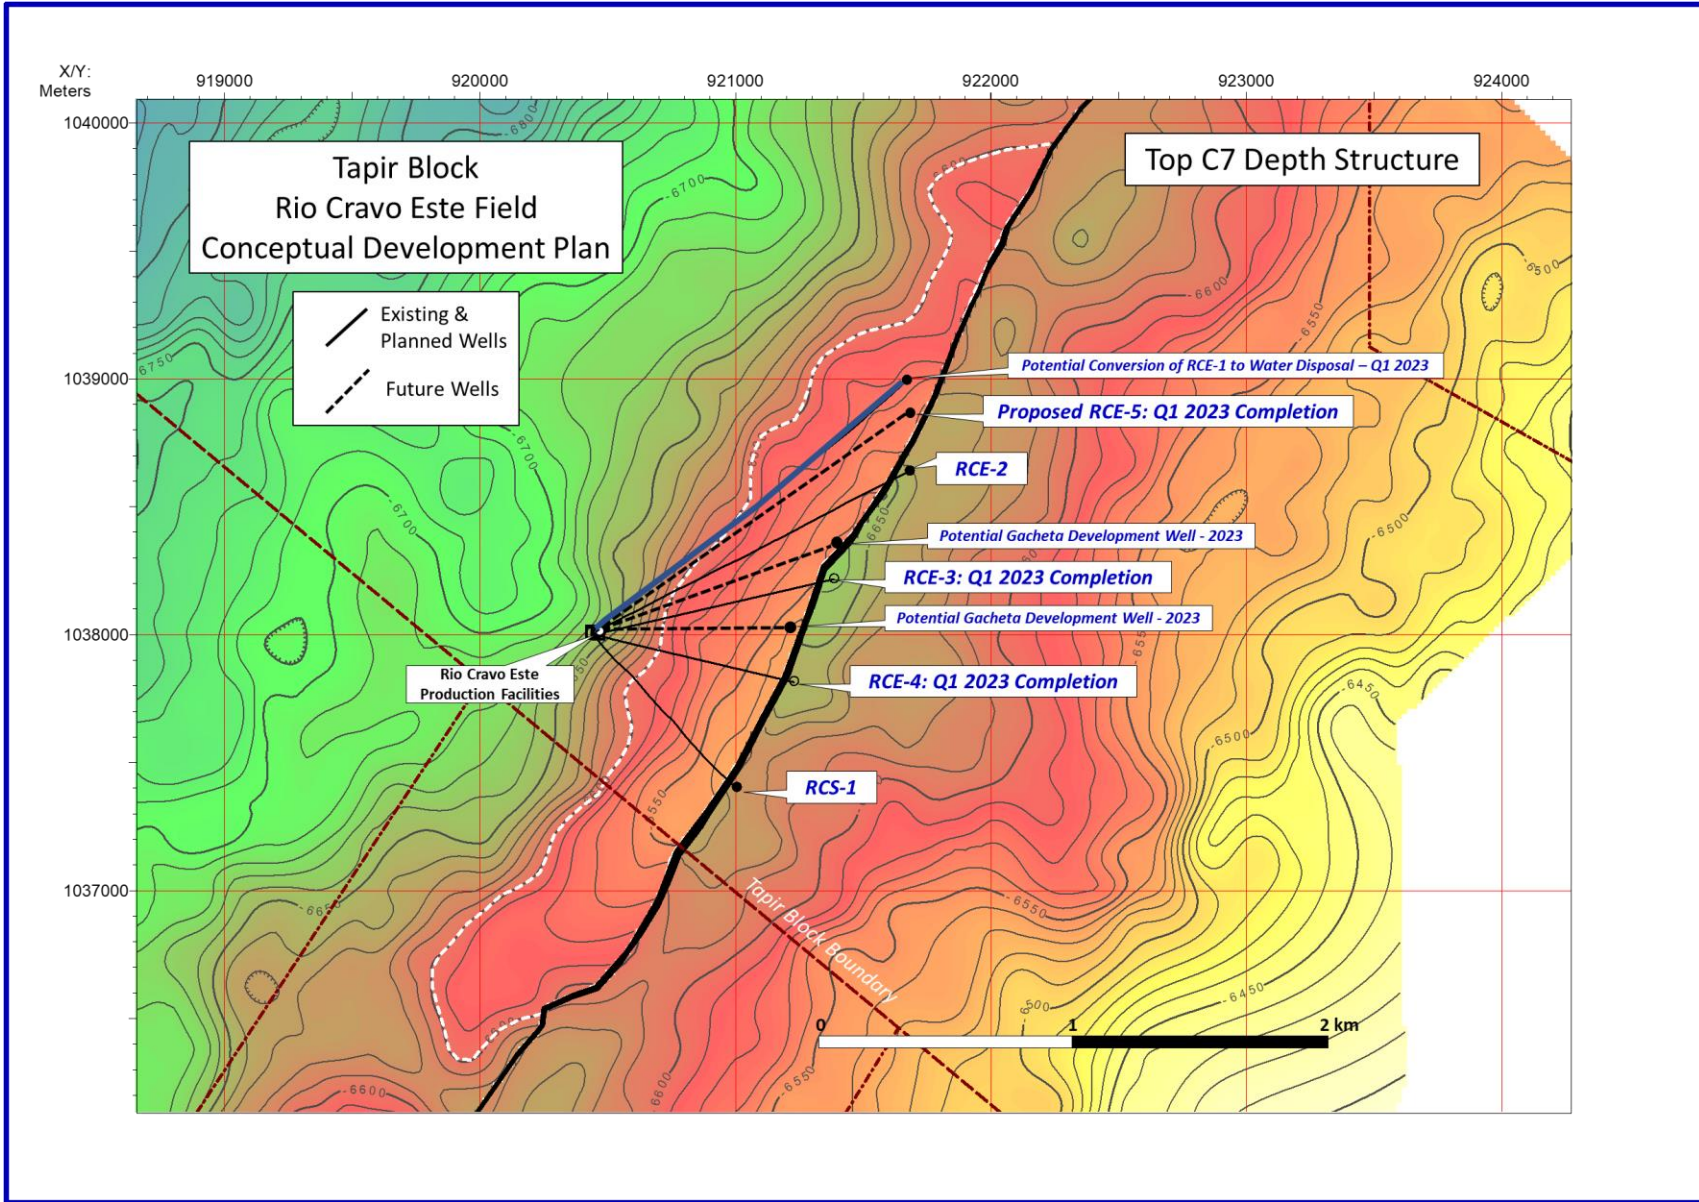 X/Y:
Meters
919000
920000
921000
922000
923000
924000
1040000
1039000
1038000
1037000
Tapir Block
Rio Cravo Este Field
Conceptual Development Plan
Top C7 Depth Structure
Existing &
Planned Wells
Future Wells
Potential Conversion of RCE-1 to Water Disposal – Q1 2023
Proposed RCE-5: Q1 2023 Completion
RCE-2
Potential Gacheta Development Well - 2023
RCE-3: Q1 2023 Completion
Potential Gacheta Development Well - 2023
RCE-4: Q1 2023 Completion
RCS-1
Rio Cravo Este
Production Facilities
Tapir Block Boundary
0
1
2 km
-6800
-6700
-6750
-6700
-6700
-6650
-6600
-6550
-6500
-6650
-6500
-6450
-6500
-6550
-6550
-6450
-6550
-6600
-6600